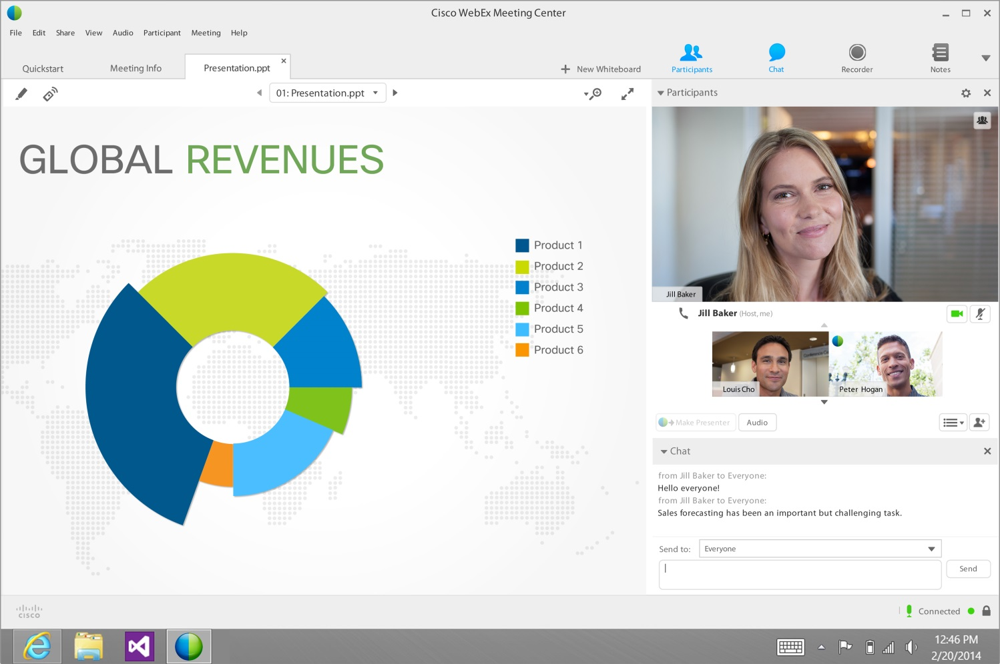 Cisco WebEx Meeting Center
File Edit Share View Audio Participant Meeting Help
Quickstart Meeting Info Presentation.ppt
New Whiteboard
Participants Chat Recorder Notes
01: Presentation.ppt
GLOBAL REVENUES
Product 1
Product 2
Product 3
Product 4
Product 5
Product 6
Participants
Jill Baker
Jill Baker (Host, me)
Louis Cho
Peter Hogan
Make Presenter Audio
Chat
from Jill Baker to Everyone:
Hello everyone!
from Jill Baker to Everyone:
Sales forecasting has been an important but challenging task.
Send to: Everyone
Send
CISCO
Connected
12:46 PM
2/20/2014